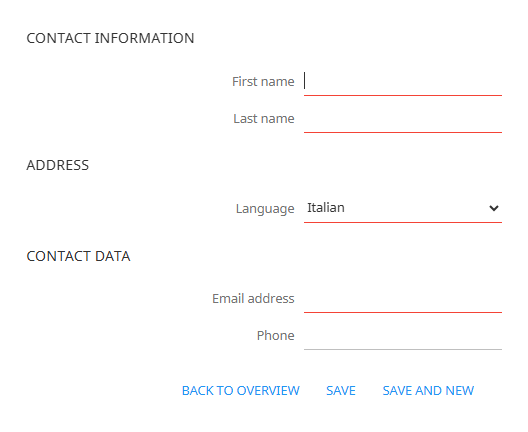 CONTACT INFORMATION
First name
Last name
ADDRESS
Language Italian
CONTACT DATA
Email address
Phone
BACK TO OVERVIEW SAVE SAVE AND NEW